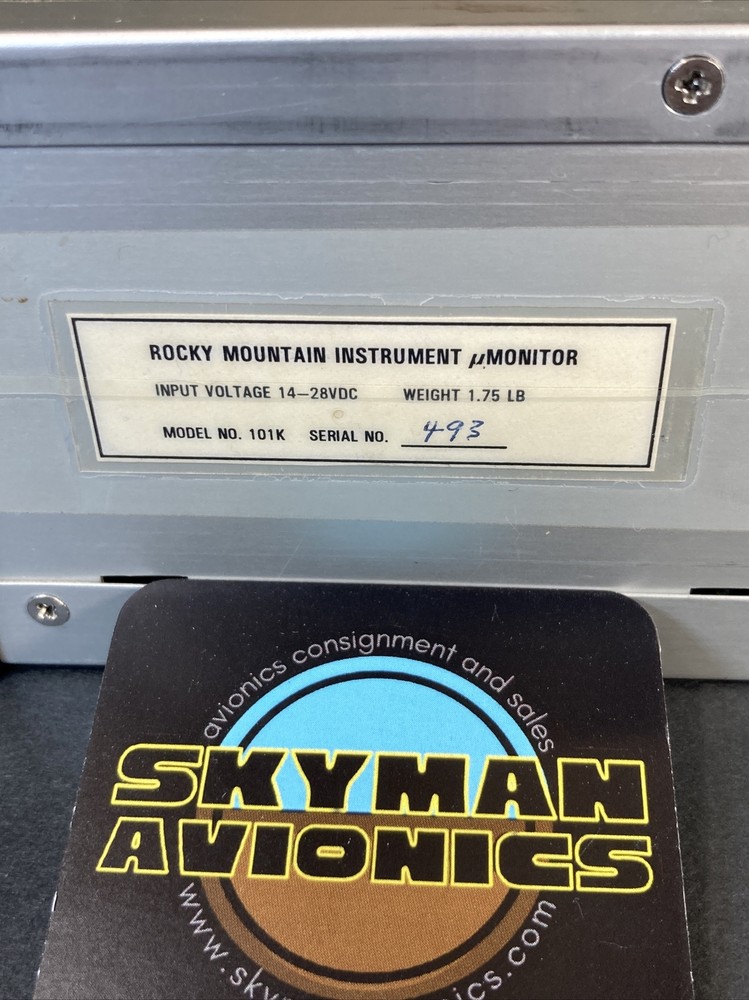 ROCKY MOUNTAIN INSTRUMENT μMONITOR
INPUT VOLTAGE 14–28VDC WEIGHT 1.75 LB
MODEL NO. 101K SERIAL NO. 493
avionics consignment and sales
SKYMAN
AVIONICS